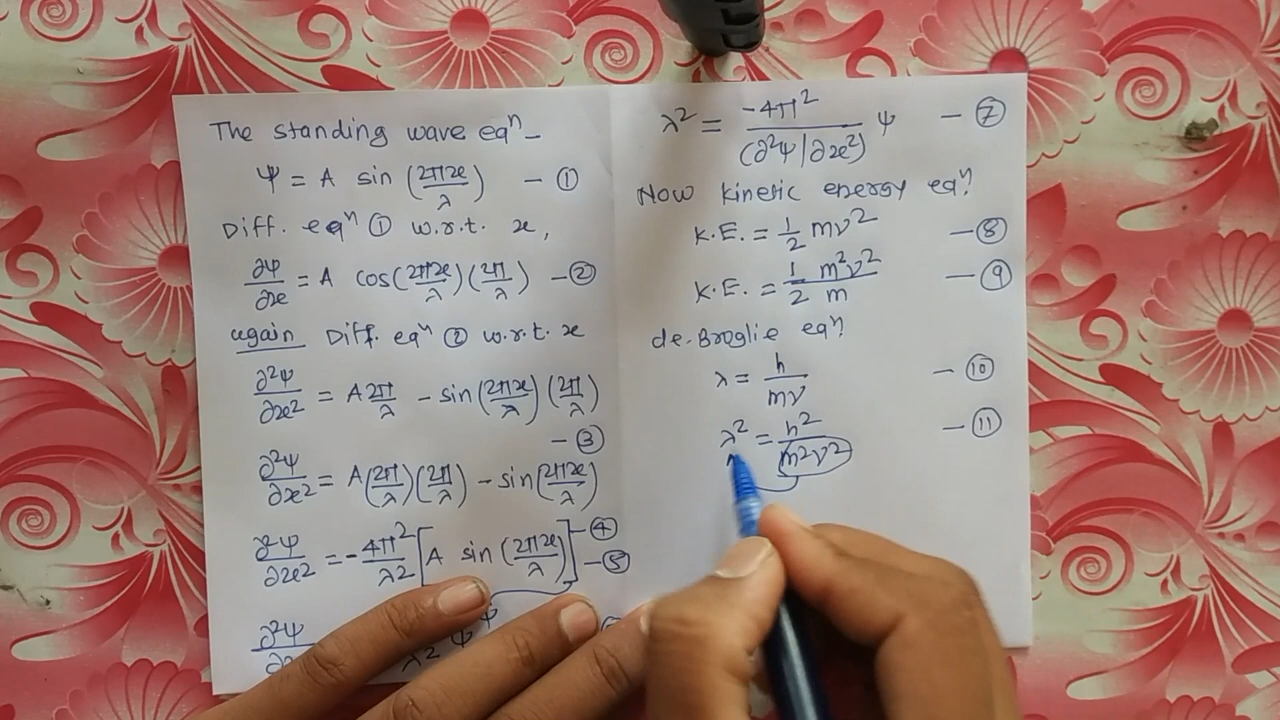 The standing wave eqⁿ –
Ψ = A sin (2πx/λ) – ①
Diff. eqⁿ ① w.r.t. x,
∂Ψ/∂x = A cos(2πx/λ)(2π/λ) – ②
again Diff. eqⁿ ② w.r.t. x
∂²Ψ/∂x² = A 2π/λ – sin(2πx/λ)(2π/λ)
– ③
∂²Ψ/∂x² = A(2π/λ)(2π/λ) – sin(2πx/λ)
– ④
∂²Ψ/∂x² = -4π²/λ² [A sin (2πx/λ)] – ⑤
Ψ
∂²Ψ
λ² Ψ
λ² = -4π²/(∂²Ψ|∂x²) Ψ – ⑦
Now kinetic energy eqⁿ.
K.E. = 1/2 mv² – ⑧
K.E. = 1/2 m²v²/m – ⑨
de-Broglie eqⁿ.
λ = h/mv – ⑩
λ² = h²/m²v² – ⑪